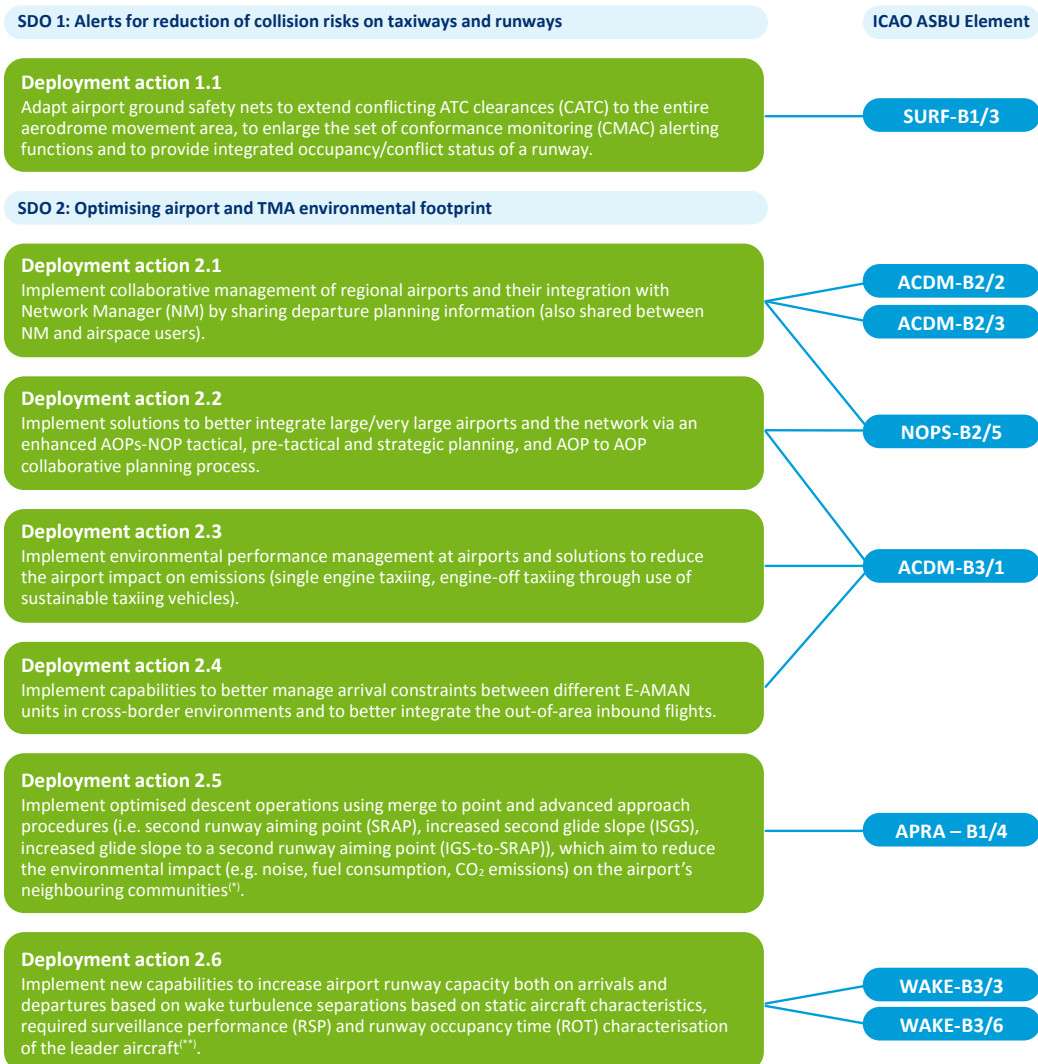 SDO 1: Alerts for reduction of collision risks on taxiways and runways
ICAO ASBU Element
Deployment action 1.1
Adapt airport ground safety nets to extend conflicting ATC clearances (CATC) to the entire
aerodrome movement area, to enlarge the set of conformance monitoring (CMAC) alerting
functions and to provide integrated occupancy/conflict status of a runway.
SURF-B1/3
SDO 2: Optimising airport and TMA environmental footprint
Deployment action 2.1
Implement collaborative management of regional airports and their integration with
Network Manager (NM) by sharing departure planning information (also shared between
NM and airspace users).
ACDM-B2/2
ACDM-B2/3
Deployment action 2.2
Implement solutions to better integrate large/very large airports and the network via an
enhanced AOPs-NOP tactical, pre-tactical and strategic planning, and AOP to AOP
collaborative planning process.
NOPS-B2/5
Deployment action 2.3
Implement environmental performance management at airports and solutions to reduce
the airport impact on emissions (single engine taxiing, engine-off taxiing through use of
sustainable taxiing vehicles).
ACDM-B3/1
Deployment action 2.4
Implement capabilities to better manage arrival constraints between different E-AMAN
units in cross-border environments and to better integrate the out-of-area inbound flights.
Deployment action 2.5
Implement optimised descent operations using merge to point and advanced approach
procedures (i.e. second runway aiming point (SRAP), increased second glide slope (ISGS),
increased glide slope to a second runway aiming point (IGS-to-SRAP)), which aim to reduce
the environmental impact (e.g. noise, fuel consumption, CO₂ emissions) on the airport’s
neighbouring communities(*).
APRA – B1/4
Deployment action 2.6
Implement new capabilities to increase airport runway capacity both on arrivals and
departures based on wake turbulence separations based on static aircraft characteristics,
required surveillance performance (RSP) and runway occupancy time (ROT) characterisation
of the leader aircraft(**).
WAKE-B3/3
WAKE-B3/6